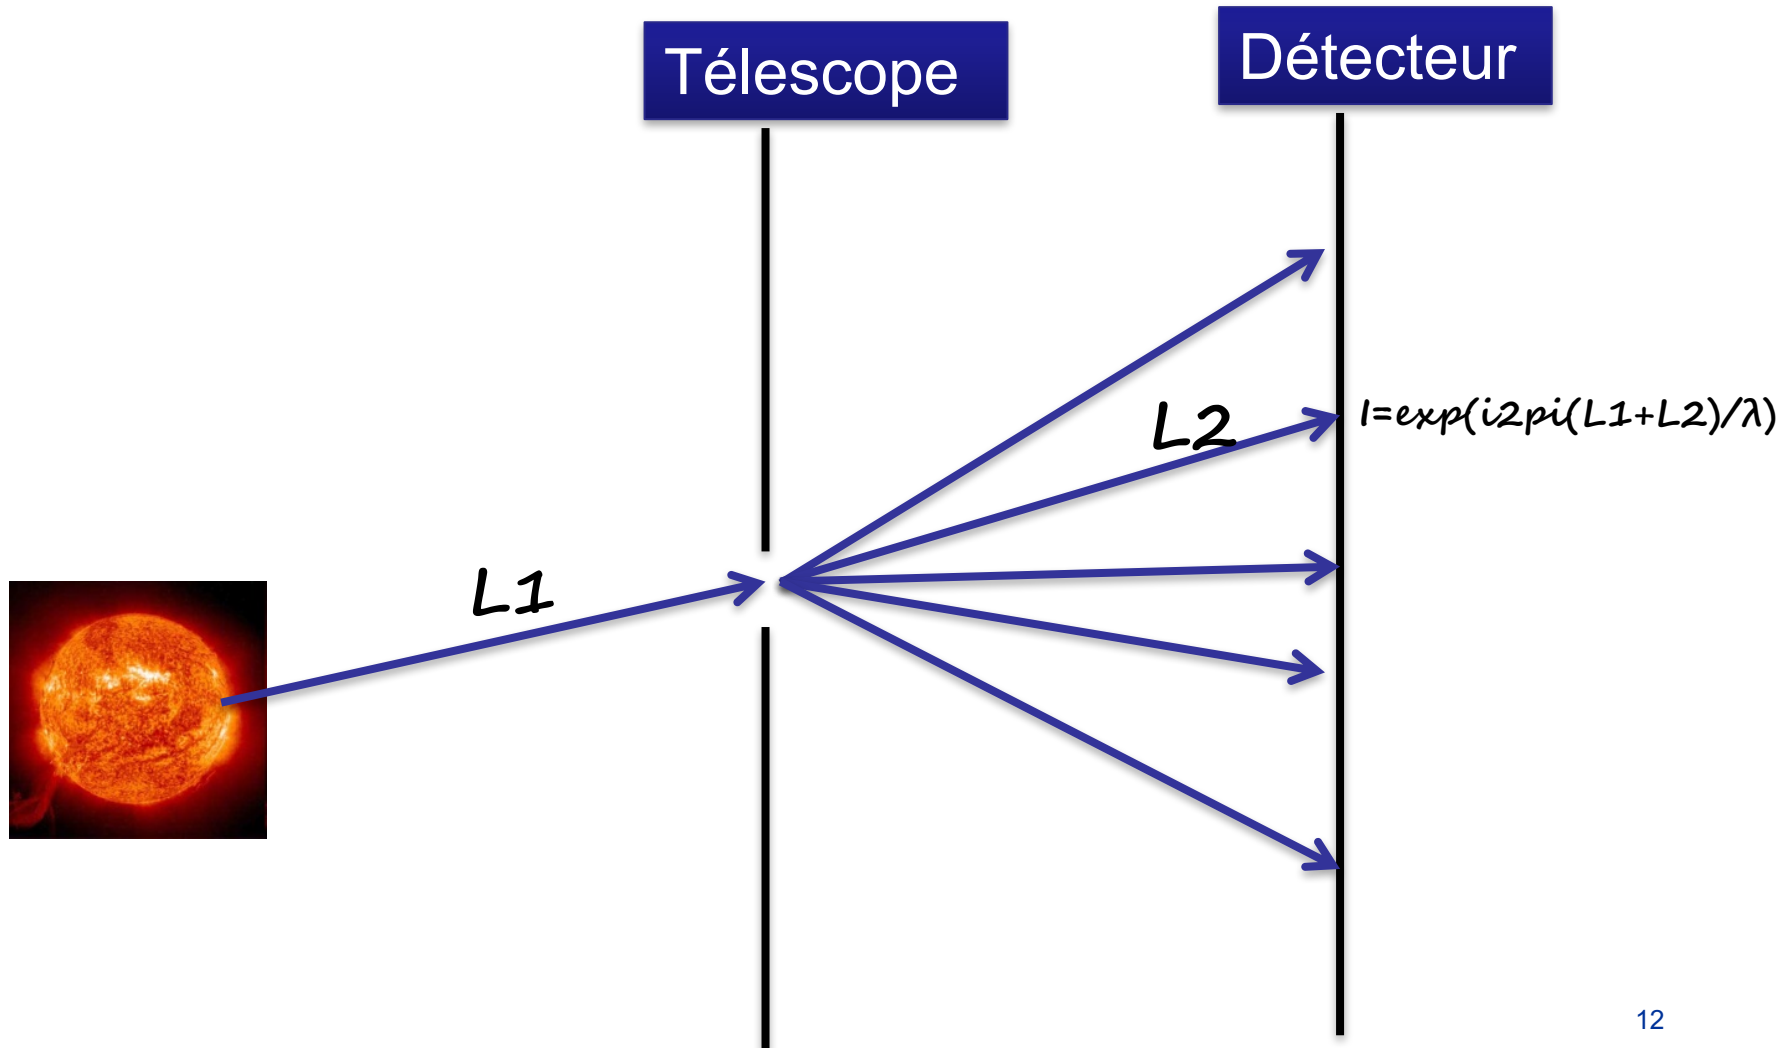 Télescope
Détecteur
L1
L2
I=exp(i2pi(L1+L2)/λ)
12